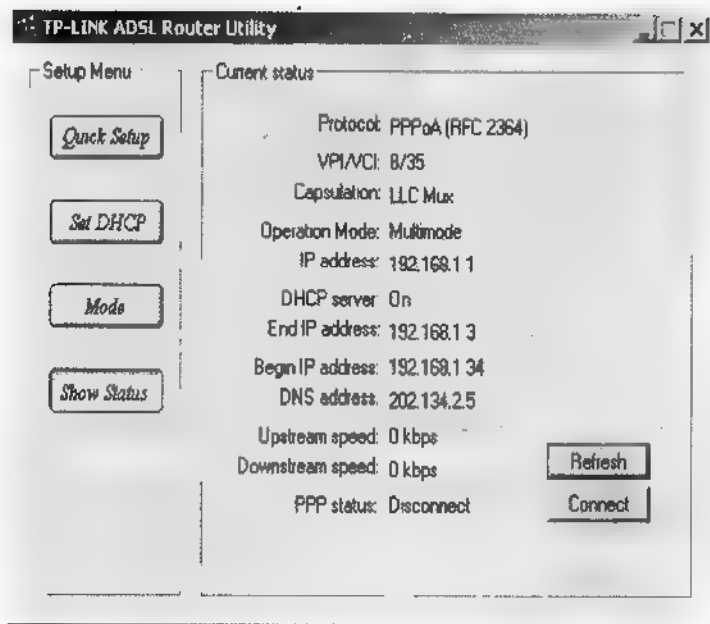 TP-LINK ADSL Router Utility
Setup Menu
Quick Setup
Set DHCP
Mode
Show Status
Current status
Protocol: PPPoA (RFC 2364)
VPI/VCI: 8/35
Capsulation: LLC Mux
Operation Mode: Multimode
IP address: 192.168.1 1
DHCP server On
End IP address: 192.168.1 3
Begin IP address: 192.168.1 34
DNS address. 202.134.2.5
Upstream speed: 0 kbps
Downstream speed: 0 kbps
PPP status: Disconnect
Refresh
Connect